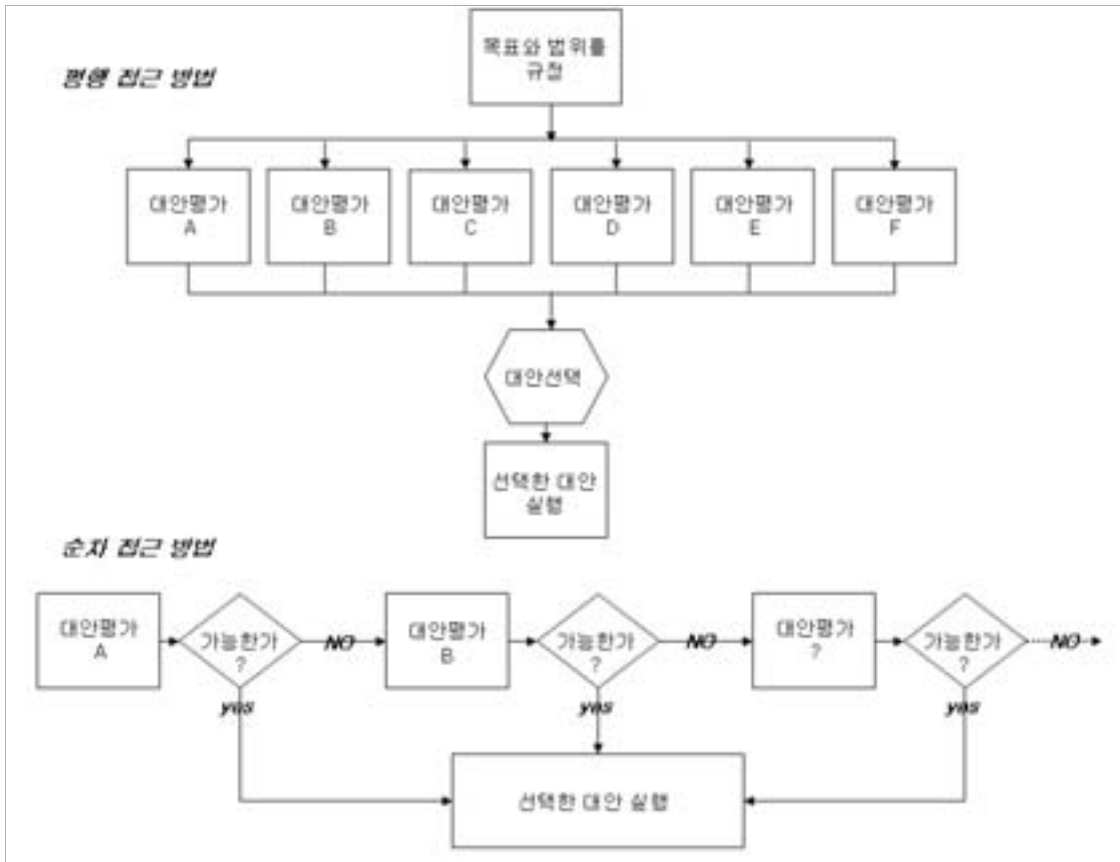 목표와 범위를
규정
평행 접근 방법
대안평가
A
대안평가
B
대안평가
C
대안평가
D
대안평가
E
대안평가
F
대안선택
선택한 대안
실행
순차 접근 방법
대안평가
A
가능한가
?
NO
대안평가
B
가능한가
?
NO
대안평가
?
가능한가
?
NO
yes
yes
yes
선택한 대안 실행